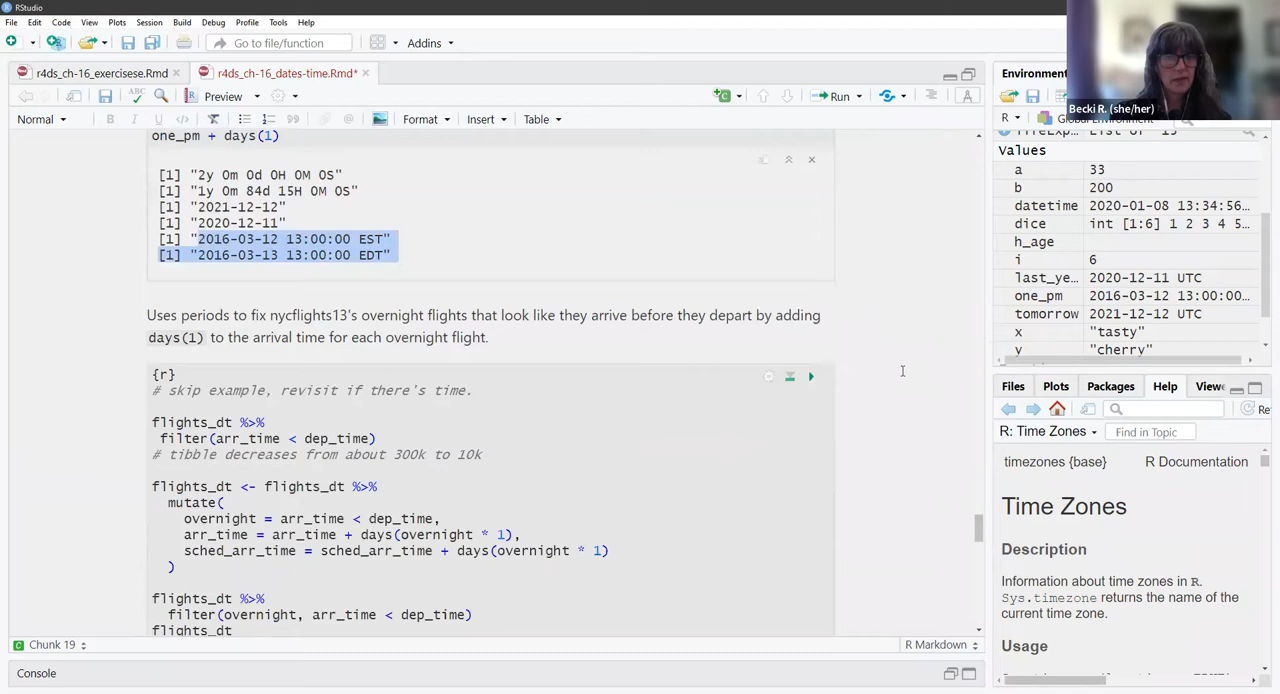 RStudio
File Edit Code View Plots Session Build Debug Profile Tools Help
Go to file/function
Addins
r4ds_ch-16_exercisese.Rmd
r4ds_ch-16_dates-time.Rmd*
Preview
Run
Normal
Format
Insert
Table
one_pm + days(1)
[1] "2y 0m 0d 0H 0M 0S"
[1] "1y 0m 84d 15H 0M 0S"
[1] "2021-12-12"
[1] "2020-12-11"
[1] "2016-03-12 13:00:00 EST"
[1] "2016-03-13 13:00:00 EDT"
Uses periods to fix nycflights13's overnight flights that look like they arrive before they depart by adding
days(1) to the arrival time for each overnight flight.
{r}
# skip example, revisit if there's time.
flights_dt %>%
filter(arr_time < dep_time)
# tibble decreases from about 300k to 10k
flights_dt <- flights_dt %>%
mutate(
overnight = arr_time < dep_time,
arr_time = arr_time + days(overnight * 1),
sched_arr_time = sched_arr_time + days(overnight * 1)
)
flights_dt %>%
filter(overnight, arr_time < dep_time)
flights_dt
Chunk 19
R Markdown
Console
Becki R. (she/her)
Environment
R
Global Environment
Values
a 33
b 200
datetime 2020-01-08 13:34:56…
dice int [1:6] 1 2 3 4 5…
h_age
i 6
last_ye… 2020-12-11 UTC
one_pm 2016-03-12 13:00:00…
tomorrow 2021-12-12 UTC
x "tasty"
y "cherry"
Files Plots Packages Help
R: Time Zones
Find in Topic
timezones {base} R Documentation
Time Zones
Description
Information about time zones in R.
Sys.timezone returns the name of the
current time zone.
Usage